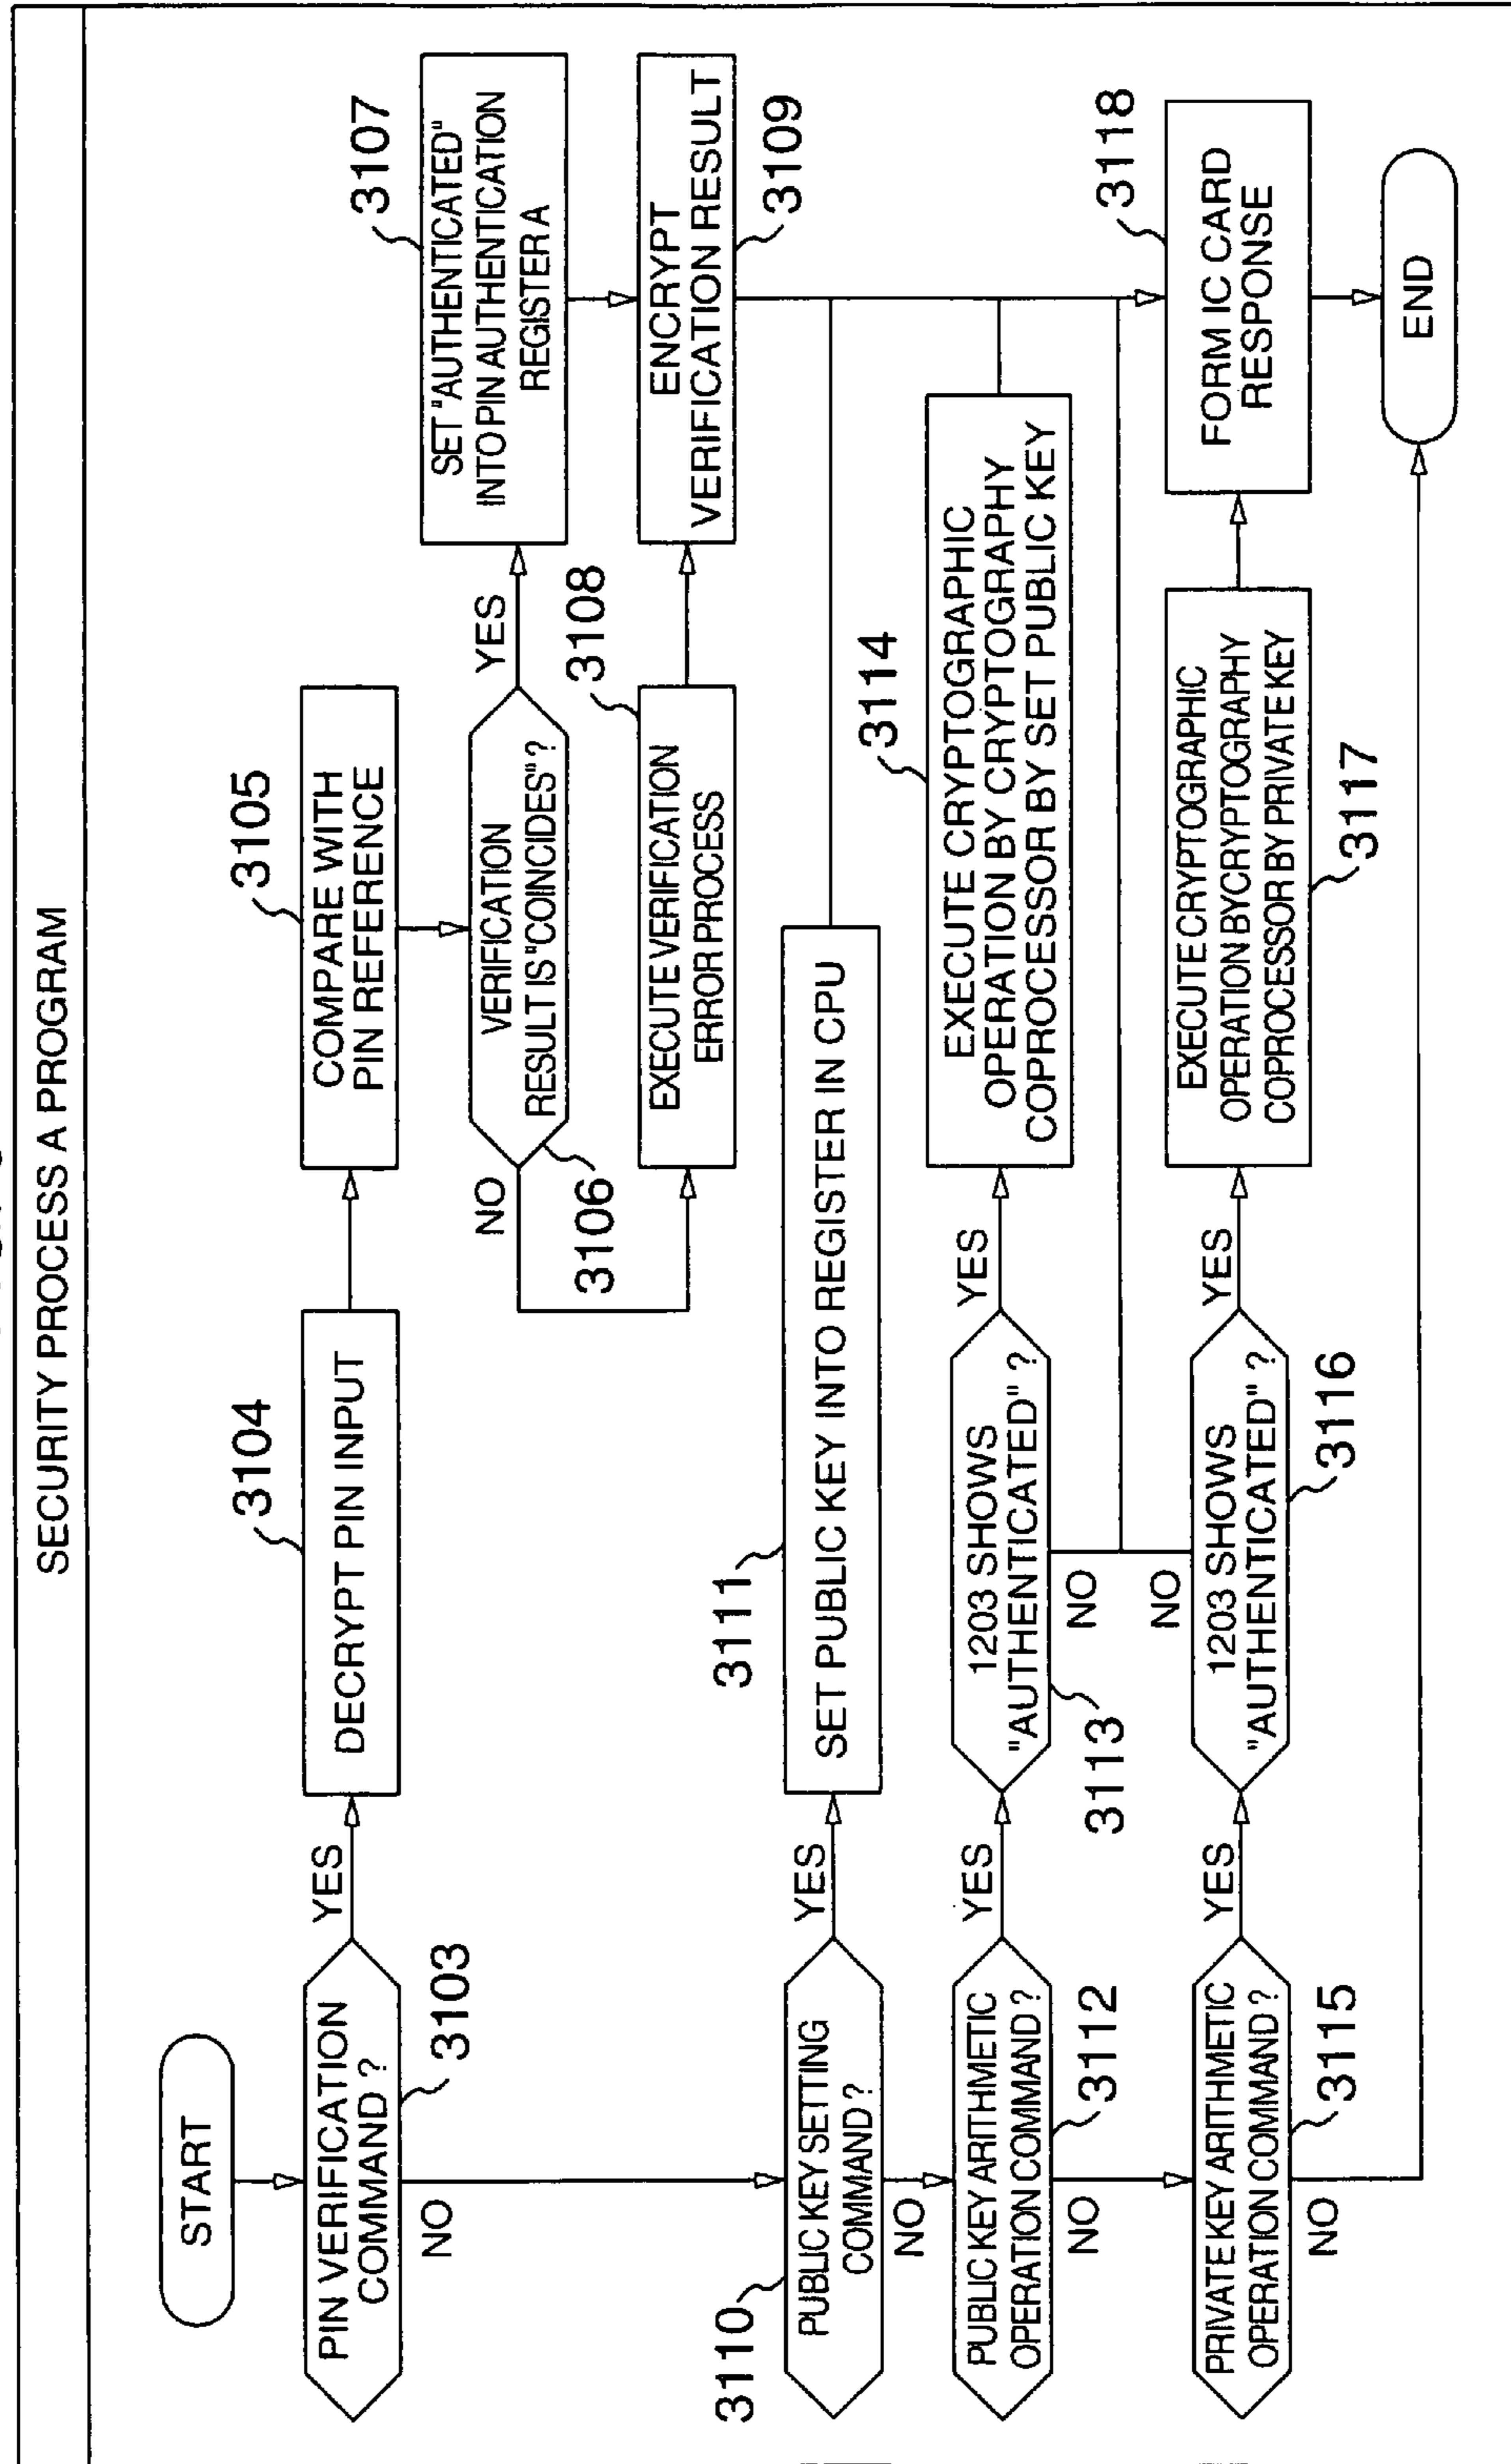 SECURITY PROCESS A PROGRAM
START
PIN VERIFICATION
COMMAND ?
3103
YES
NO
3104
DECRYPT PIN INPUT
3105
COMPARE WITH
PIN REFERENCE
VERIFICATION
RESULT IS "COINCIDES" ?
3106
YES
NO
3107
SET "AUTHENTICATED"
INTO PIN AUTHENTICATION
REGISTER A
3108
EXECUTE VERIFICATION
ERROR PROCESS
ENCRYPT
VERIFICATION RESULT
3109
3110
PUBLIC KEY SETTING
COMMAND ?
YES
NO
3111
SET PUBLIC KEY INTO REGISTER IN CPU
PUBLIC KEY ARITHMETIC
OPERATION COMMAND ?
3112
YES
NO
1203 SHOWS
"AUTHENTICATED" ?
3113
YES
NO
3114
EXECUTE CRYPTOGRAPHIC
OPERATION BY CRYPTOGRAPHY
COPROCESSOR BY SET PUBLIC KEY
PRIVATE KEY ARITHMETIC
OPERATION COMMAND ?
3115
YES
NO
1203 SHOWS
"AUTHENTICATED" ?
3116
YES
NO
EXECUTE CRYPTOGRAPHIC
OPERATION BY CRYPTOGRAPHY
COPROCESSOR BY PRIVATE KEY
3117
3118
FORM IC CARD
RESPONSE
END